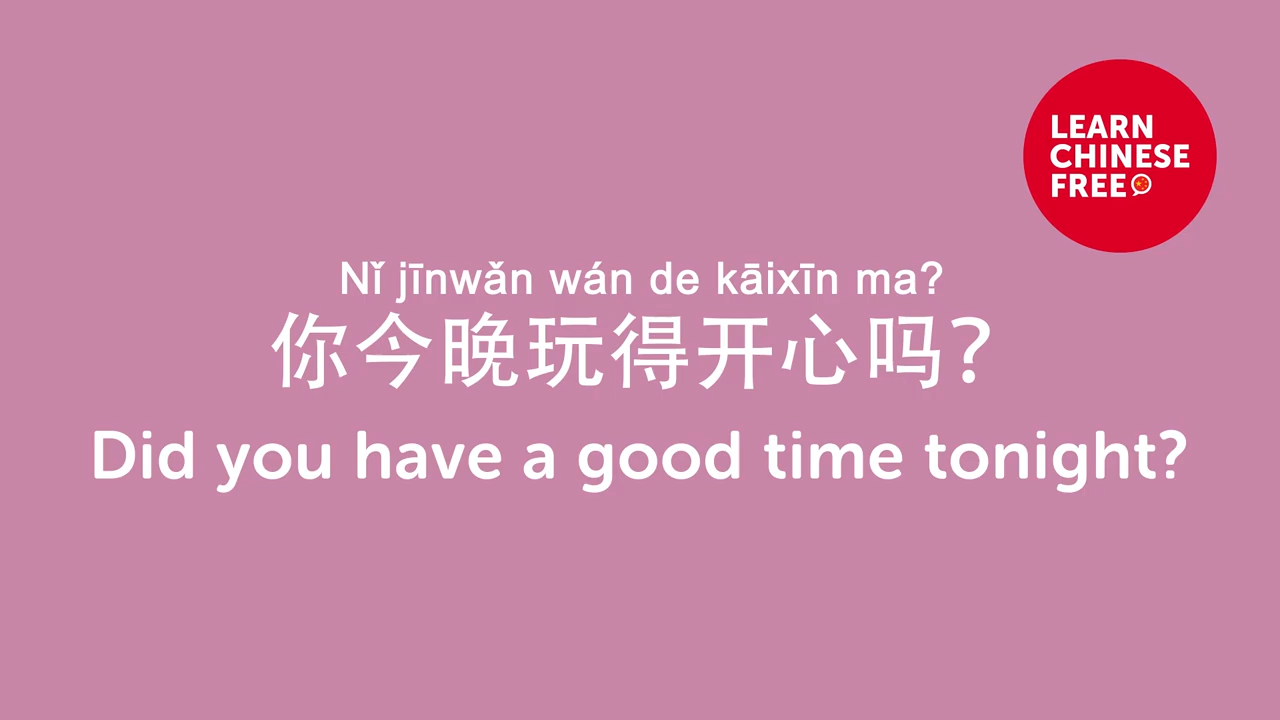 LEARN
CHINESE
FREE
Nǐ jīnwǎn wán de kāixīn ma?
你今晚玩得开心吗?
Did you have a good time tonight?